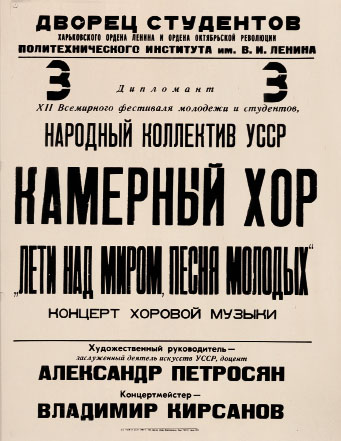 ДВОРЕЦ СТУДЕНТОВ
ХАРЬКОВСКОГО ОРДЕНА ЛЕНИНА И ОРДЕНА ОКТЯБРЬСКОЙ РЕВОЛЮЦИИ
ПОЛИТЕХНИЧЕСКОГО ИНСТИТУТА им. В. И. ЛЕНИНА
3 3
Дипломант
XII Всемирного фестиваля молодежи и студентов,
НАРОДНЫЙ КОЛЛЕКТИВ УССР
КАМЕРНЫЙ ХОР
„ЛЕТИ НАД МИРОМ, ПЕСНЯ МОЛОДЫХ“
КОНЦЕРТ ХОРОВОЙ МУЗЫКИ
Художественный руководитель—
заслуженный деятель искусств УССР, доцент
АЛЕКСАНДР ПЕТРОСЯН
Концертмейстер—
ВЛАДИМИР КИРСАНОВ